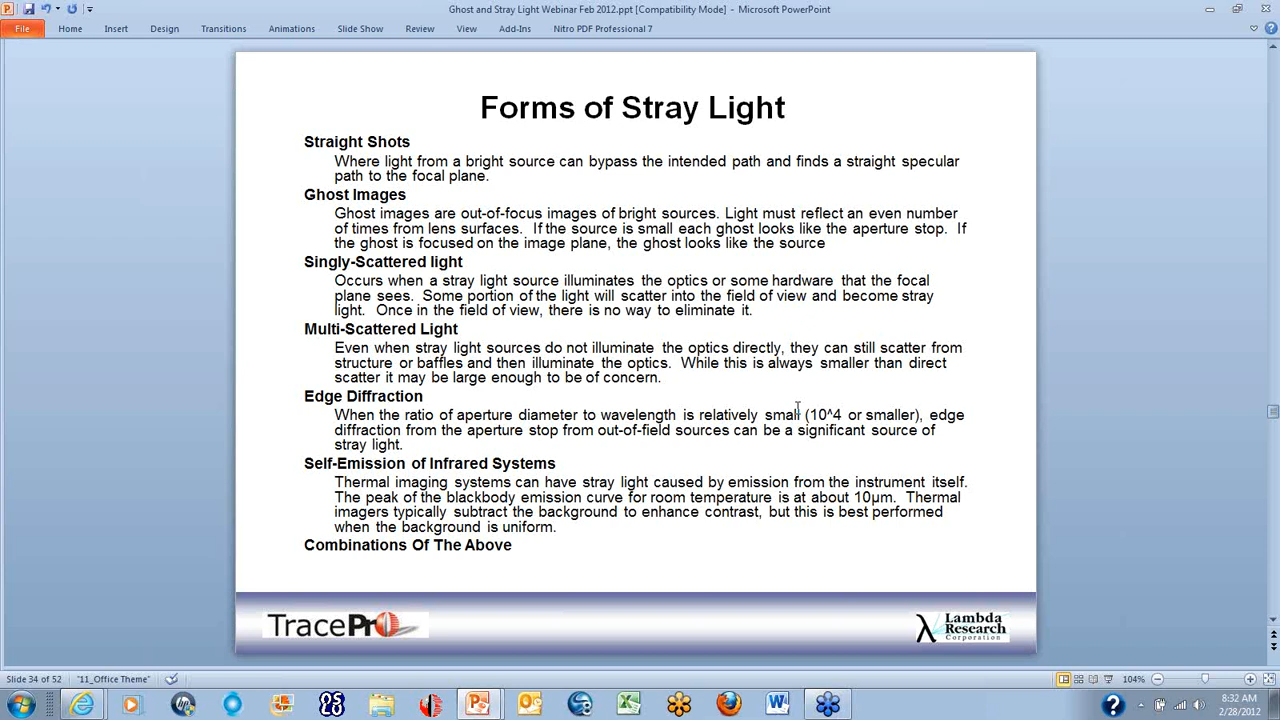 Ghost and Stray Light Webinar Feb 2012.ppt [Compatibility Mode] – Microsoft PowerPoint
File Home Insert Design Transitions Animations Slide Show Review View Add-Ins Nitro PDF Professional 7
Forms of Stray Light
Straight Shots
Where light from a bright source can bypass the intended path and finds a straight specular
path to the focal plane.
Ghost Images
Ghost images are out-of-focus images of bright sources. Light must reflect an even number
of times from lens surfaces. If the source is small each ghost looks like the aperture stop. If
the ghost is focused on the image plane, the ghost looks like the source
Singly-Scattered light
Occurs when a stray light source illuminates the optics or some hardware that the focal
plane sees. Some portion of the light will scatter into the field of view and become stray
light. Once in the field of view, there is no way to eliminate it.
Multi-Scattered Light
Even when stray light sources do not illuminate the optics directly, they can still scatter from
structure or baffles and then illuminate the optics. While this is always smaller than direct
scatter it may be large enough to be of concern.
Edge Diffraction
When the ratio of aperture diameter to wavelength is relatively small (10^4 or smaller), edge
diffraction from the aperture stop from out-of-field sources can be a significant source of
stray light.
Self-Emission of Infrared Systems
Thermal imaging systems can have stray light caused by emission from the instrument itself.
The peak of the blackbody emission curve for room temperature is at about 10µm. Thermal
imagers typically subtract the background to enhance contrast, but this is best performed
when the background is uniform.
Combinations Of The Above
TracePro
λ Lambda
Research
Corporation
Slide 34 of 52 "11_Office Theme" 104%
8:32 AM
2/28/2012